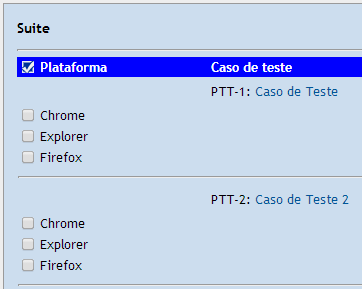 Suite
Plataforma Caso de teste
PTT-1: Caso de Teste
Chrome
Explorer
Firefox
PTT-2: Caso de Teste 2
Chrome
Explorer
Firefox